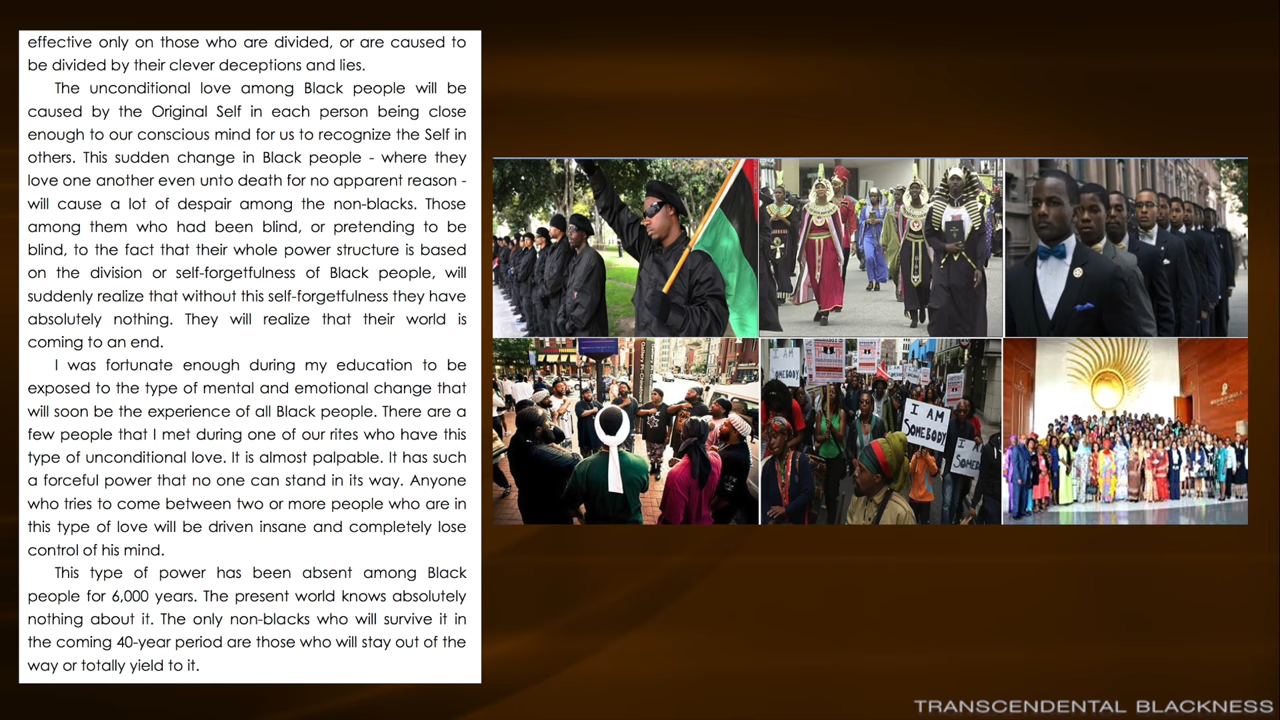 effective only on those who are divided, or are caused to
be divided by their clever deceptions and lies.
The unconditional love among Black people will be
caused by the Original Self in each person being close
enough to our conscious mind for us to recognize the Self in
others. This sudden change in Black people - where they
love one another even unto death for no apparent reason -
will cause a lot of despair among the non-blacks. Those
among them who had been blind, or pretending to be
blind, to the fact that their whole power structure is based
on the division or self-forgetfulness of Black people, will
suddenly realize that without this self-forgetfulness they have
absolutely nothing. They will realize that their world is
coming to an end.
I was fortunate enough during my education to be
exposed to the type of mental and emotional change that
will soon be the experience of all Black people. There are a
few people that I met during one of our rites who have this
type of unconditional love. It is almost palpable. It has such
a forceful power that no one can stand in its way. Anyone
who tries to come between two or more people who are in
this type of love will be driven insane and completely lose
control of his mind.
This type of power has been absent among Black
people for 6,000 years. The present world knows absolutely
nothing about it. The only non-blacks who will survive it in
the coming 40-year period are those who will stay out of the
way or totally yield to it.
I AM
I AM
SOMEBODY
I AM
TRANSCENDENTAL BLACKNESS